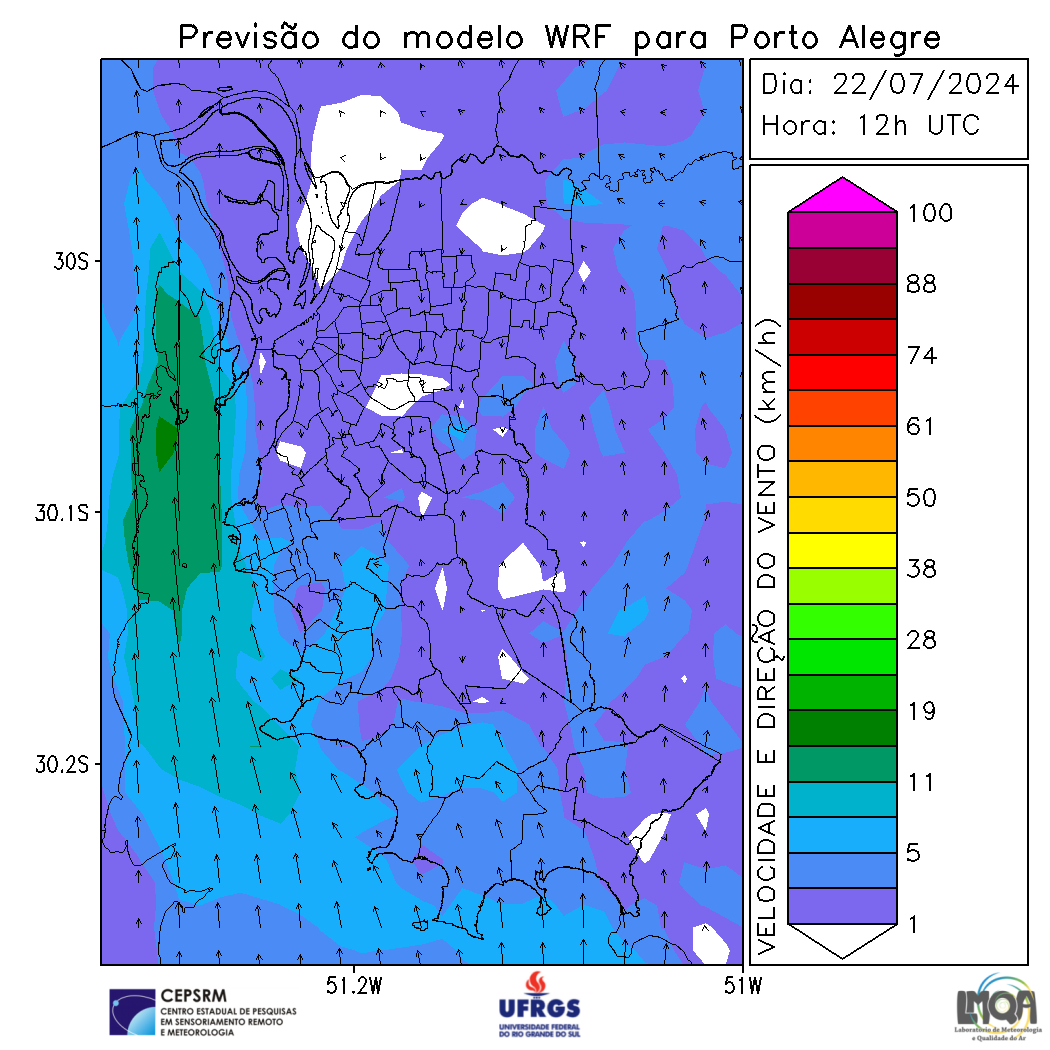 Previsão do modelo WRF para Porto Alegre
Dia: 22/07/2024
Hora: 12h UTC
30S
30.1S
30.2S
51.2W
51W
VELOCIDADE E DIREÇÃO DO VENTO (km/h)
100
88
74
61
50
38
28
19
11
5
1
CEPSRM
CENTRO ESTADUAL DE PESQUISAS
EM SENSORIAMENTO REMOTO
E METEOROLOGIA
UFRGS
UNIVERSIDADE FEDERAL
DO RIO GRANDE DO SUL
LMQA
Laboratório de Meteorologia
e Qualidade do Ar